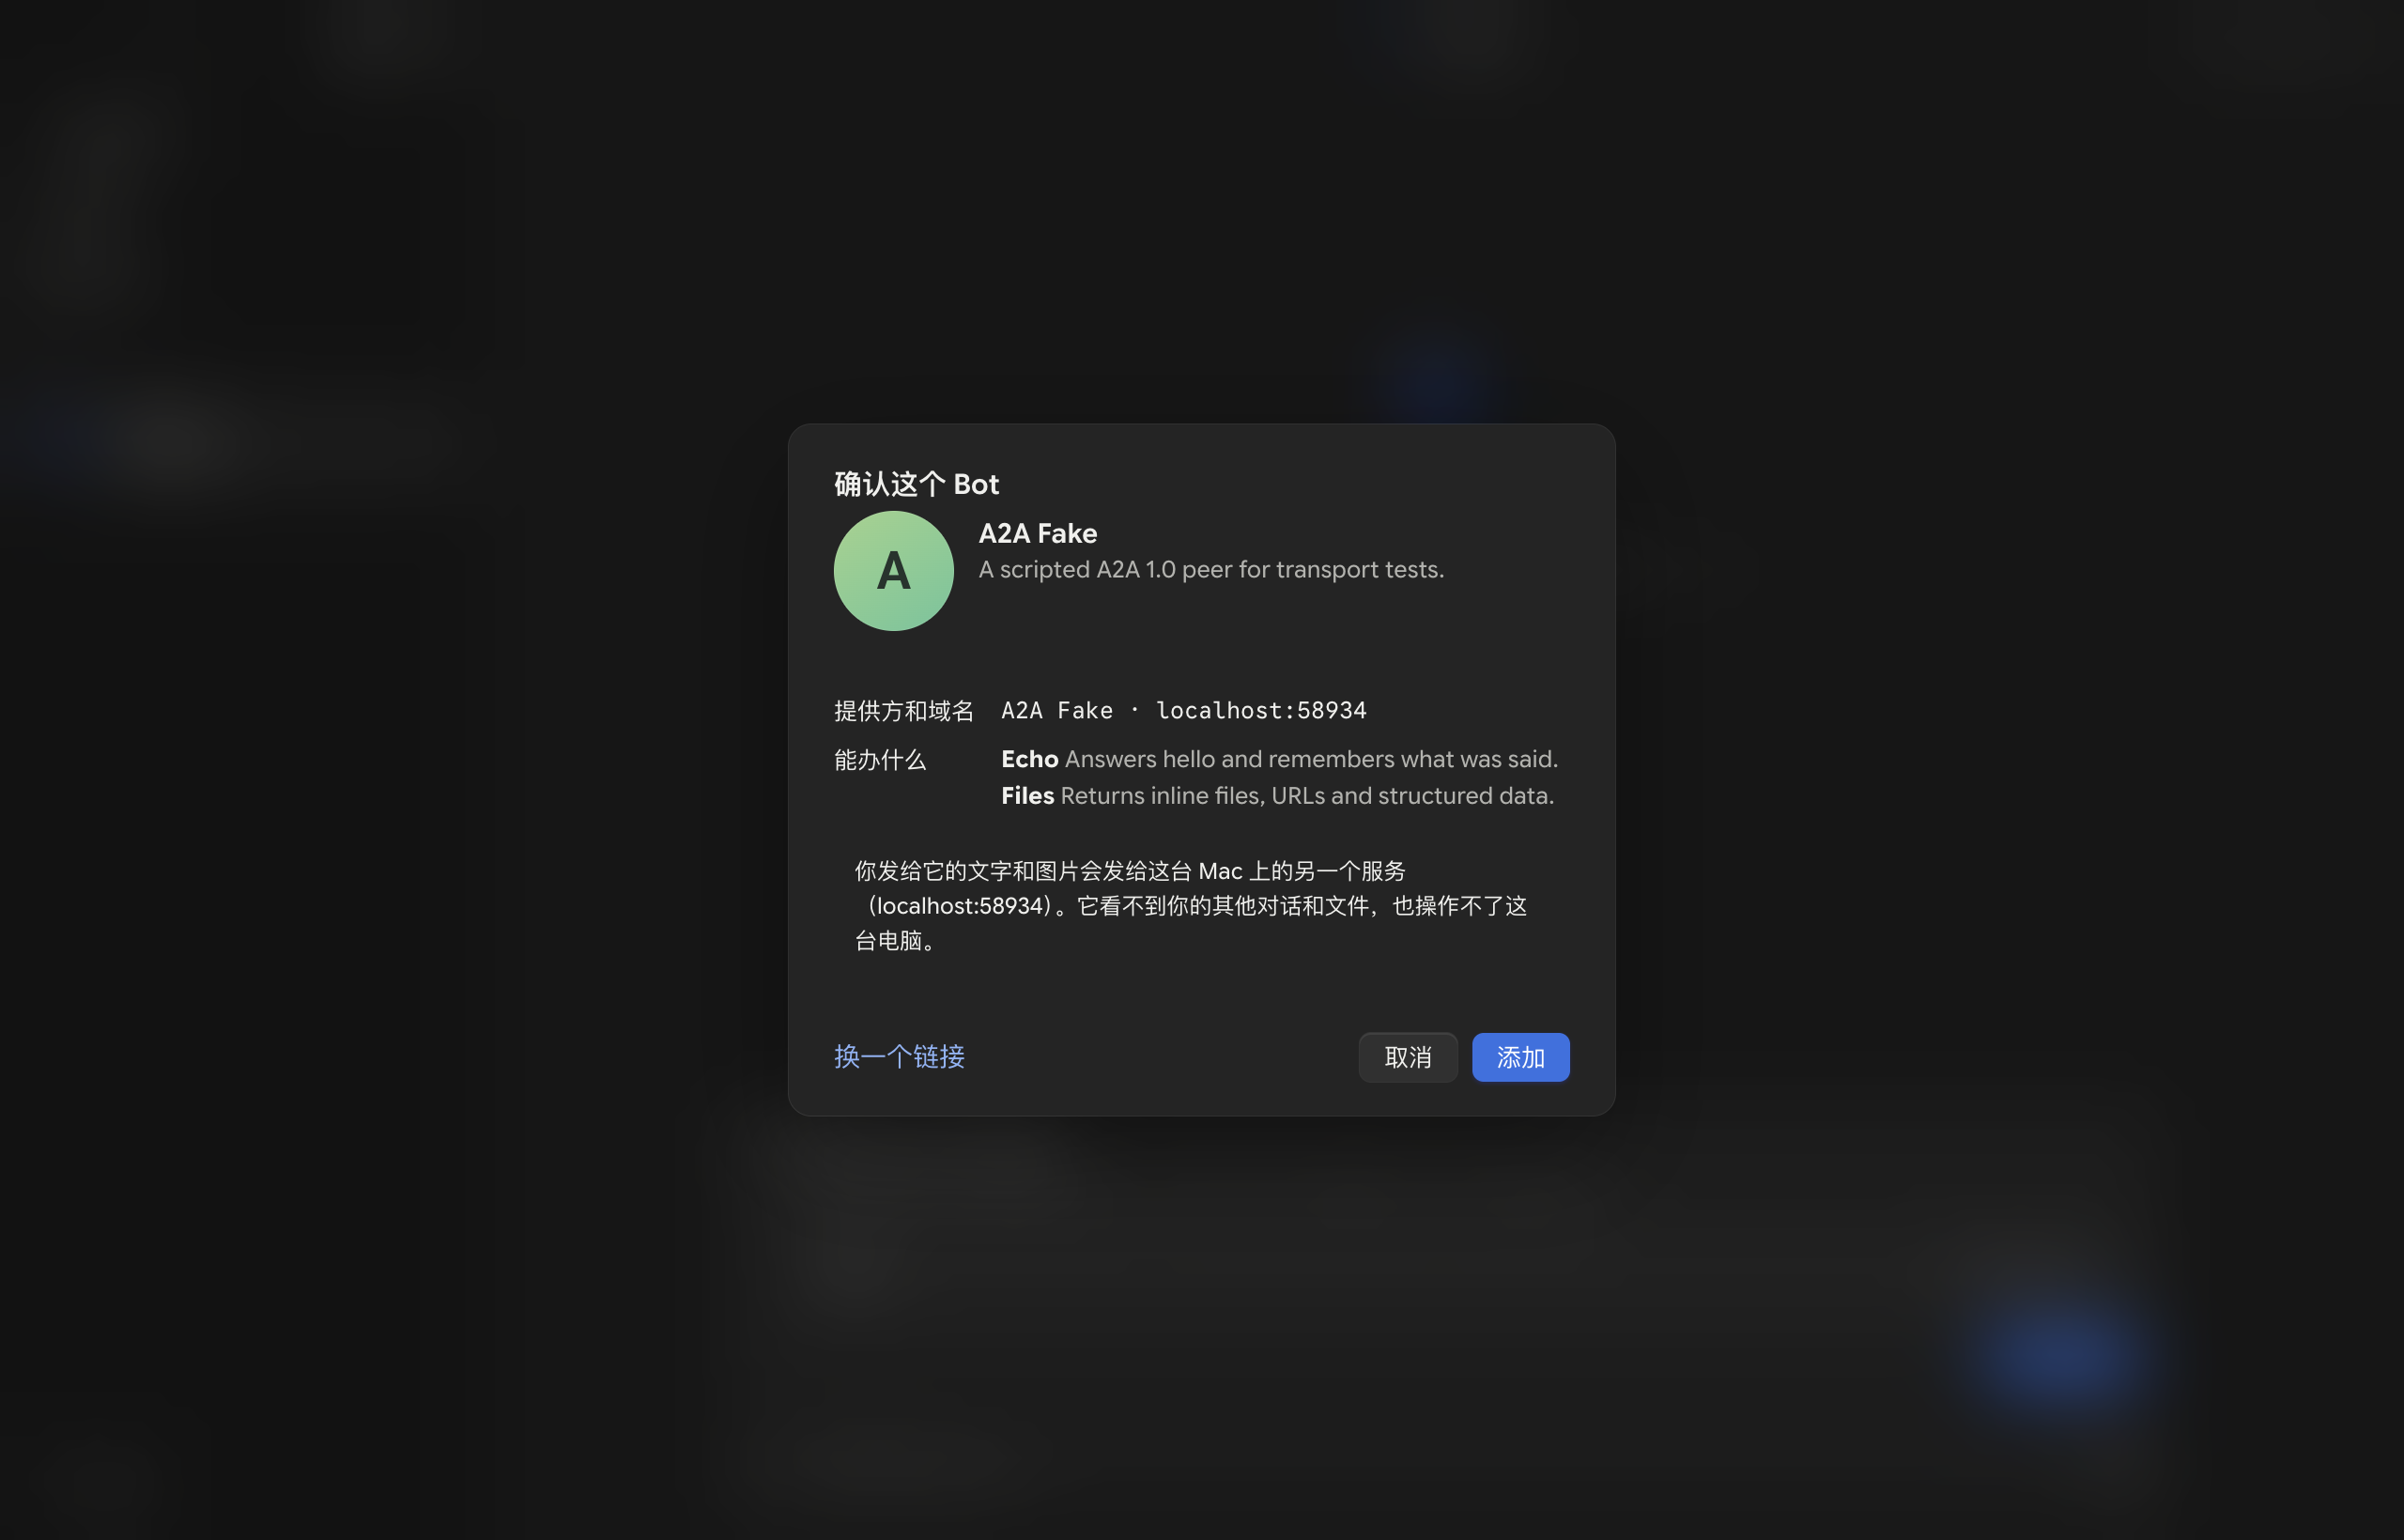 确认这个 Bot
A
A2A Fake
A scripted A2A 1.0 peer for transport tests.
提供方和域名 A2A Fake · localhost:58934
能办什么 Echo Answers hello and remembers what was said.
Files Returns inline files, URLs and structured data.
你发给它的文字和图片会发给这台 Mac 上的另一个服务
（localhost:58934）。它看不到你的其他对话和文件，也操作不了这
台电脑。
换一个链接 取消 添加